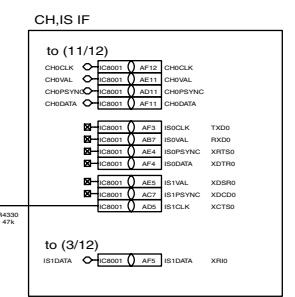 CH,IS IF
to (11/12)
CH0CLK IC8001 AF12 CH0CLK
CH0VAL IC8001 AE11 CH0VAL
CH0PSYNC IC8001 AD11 CH0PSYNC
CH0DATA IC8001 AF11 CH0DATA
IC8001 AF3 IS0CLK TXD0
IC8001 AB7 IS0VAL RXD0
IC8001 AE4 IS0PSYNC XRTS0
IC8001 AF4 IS0DATA XDTR0
IC8001 AE5 IS1VAL XDSR0
IC8001 AC7 IS1PSYNC XDCD0
IC8001 AD5 IS1CLK XCTS0
R4330
47k
to (3/12)
IS1DATA IC8001 AF5 IS1DATA XRI0